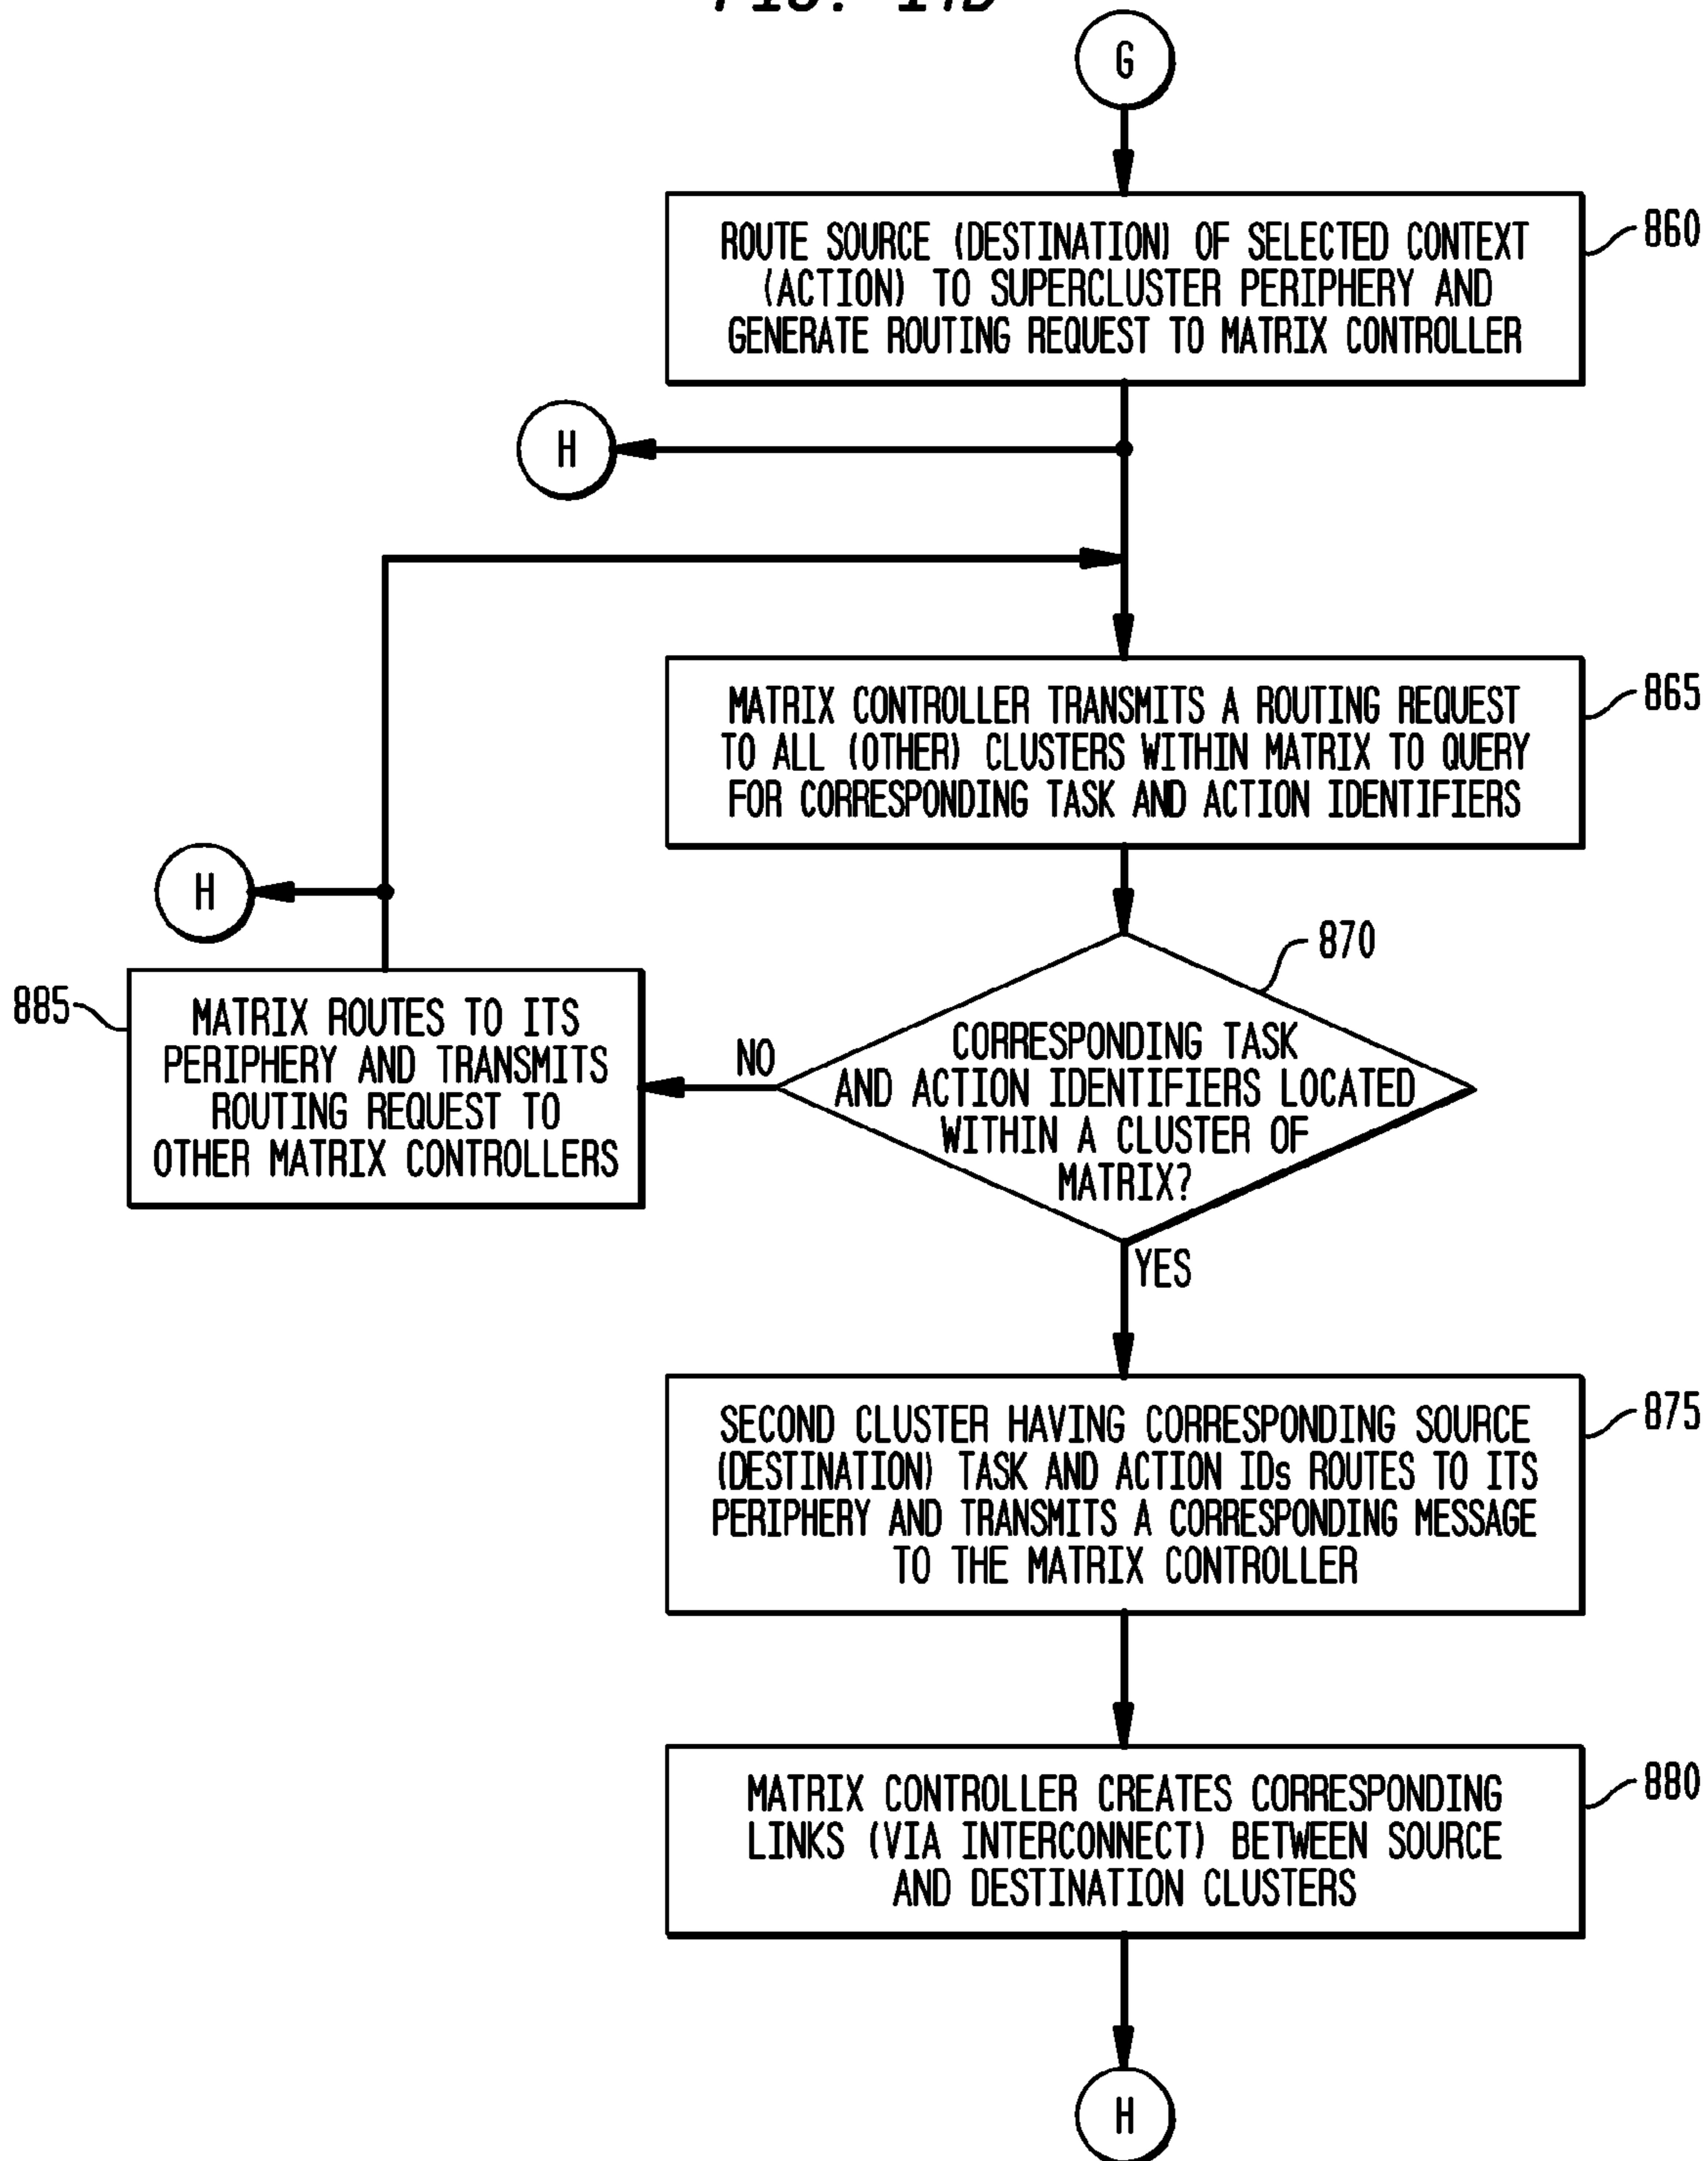 G
ROUTE SOURCE (DESTINATION) OF SELECTED CONTEXT
(ACTION) TO SUPERCLUSTER PERIPHERY AND
GENERATE ROUTING REQUEST TO MATRIX CONTROLLER
860
H
MATRIX CONTROLLER TRANSMITS A ROUTING REQUEST
TO ALL (OTHER) CLUSTERS WITHIN MATRIX TO QUERY
FOR CORRESPONDING TASK AND ACTION IDENTIFIERS
865
H
870
CORRESPONDING TASK
AND ACTION IDENTIFIERS LOCATED
WITHIN A CLUSTER OF
MATRIX?
NO
885
MATRIX ROUTES TO ITS
PERIPHERY AND TRANSMITS
ROUTING REQUEST TO
OTHER MATRIX CONTROLLERS
YES
SECOND CLUSTER HAVING CORRESPONDING SOURCE
(DESTINATION) TASK AND ACTION IDs ROUTES TO ITS
PERIPHERY AND TRANSMITS A CORRESPONDING MESSAGE
TO THE MATRIX CONTROLLER
875
MATRIX CONTROLLER CREATES CORRESPONDING
LINKS (VIA INTERCONNECT) BETWEEN SOURCE
AND DESTINATION CLUSTERS
880
H